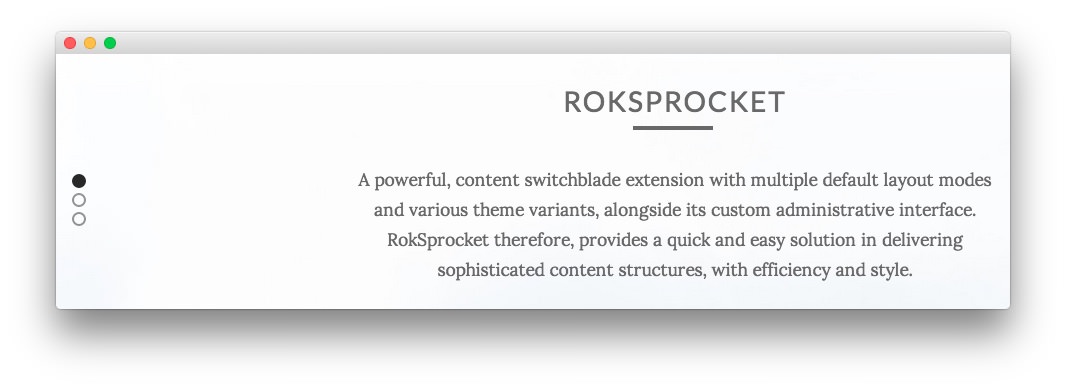 ROKSPROCKET
A powerful, content switchblade extension with multiple default layout modes
and various theme variants, alongside its custom administrative interface.
RokSprocket therefore, provides a quick and easy solution in delivering
sophisticated content structures, with efficiency and style.